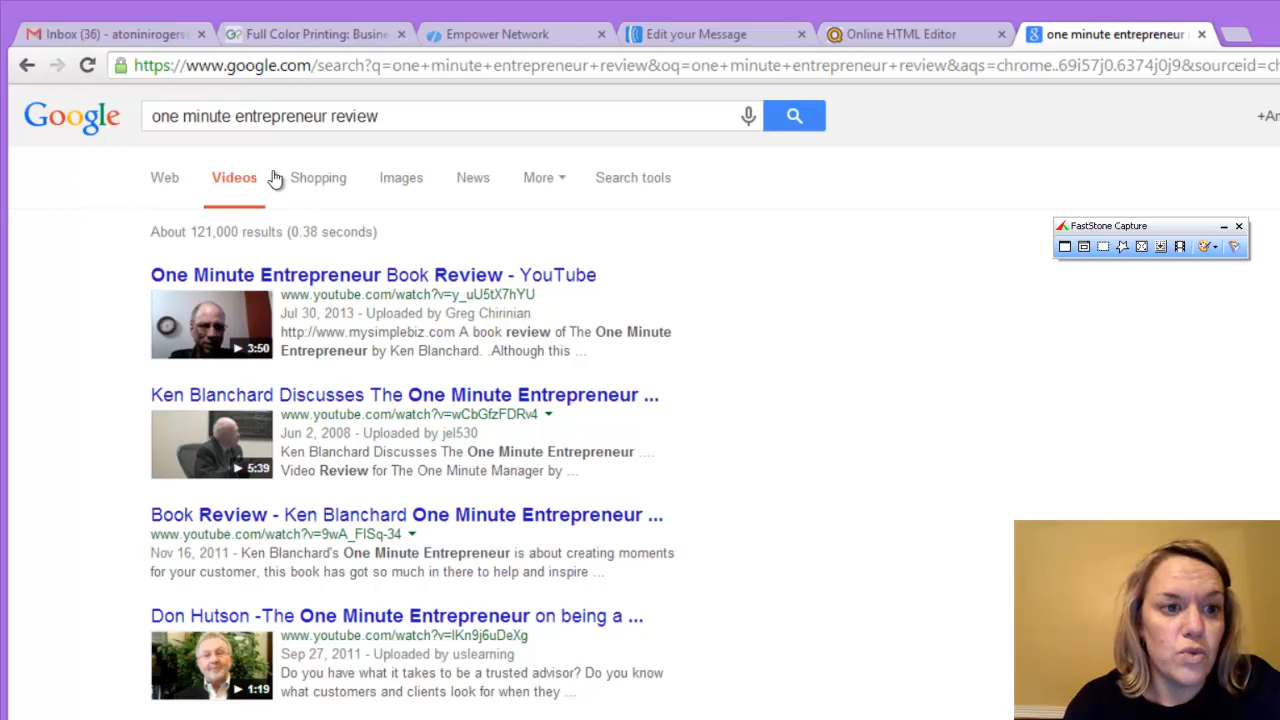 Inbox (36) - atoninirogers
Full Color Printing: Busine
Empower Network
Edit your Message
Online HTML Editor
one minute entrepreneur
https://www.google.com/search?q=one+minute+entrepreneur+review&oq=one+minute+entrepreneur+review&aqs=chrome..69i57j0.6374j0j9&sourceid=ch
Google
one minute entrepreneur review
+An
Web Videos Shopping Images News More Search tools
About 121,000 results (0.38 seconds)
FastStone Capture
One Minute Entrepreneur Book Review - YouTube
www.youtube.com/watch?v=y_uU5tX7hYU
Jul 30, 2013 - Uploaded by Greg Chirinian
http://www.mysimplebiz.com A book review of The One Minute
Entrepreneur by Ken Blanchard. .Although this ...
3:50
Ken Blanchard Discusses The One Minute Entrepreneur ...
www.youtube.com/watch?v=wCbGfzFDRv4
Jun 2, 2008 - Uploaded by jel530
Ken Blanchard Discusses The One Minute Entrepreneur ....
Video Review for The One Minute Manager by ...
5:39
Book Review - Ken Blanchard One Minute Entrepreneur ...
www.youtube.com/watch?v=9wA_FlSq-34
Nov 16, 2011 - Ken Blanchard's One Minute Entrepreneur is about creating moments
for your customer, this book has got so much in there to help and inspire ...
Don Hutson -The One Minute Entrepreneur on being a ...
www.youtube.com/watch?v=lKn9j6uDeXg
Sep 27, 2011 - Uploaded by uslearning
Do you have what it takes to be a trusted advisor? Do you know
what customers and clients look for when they ...
1:19